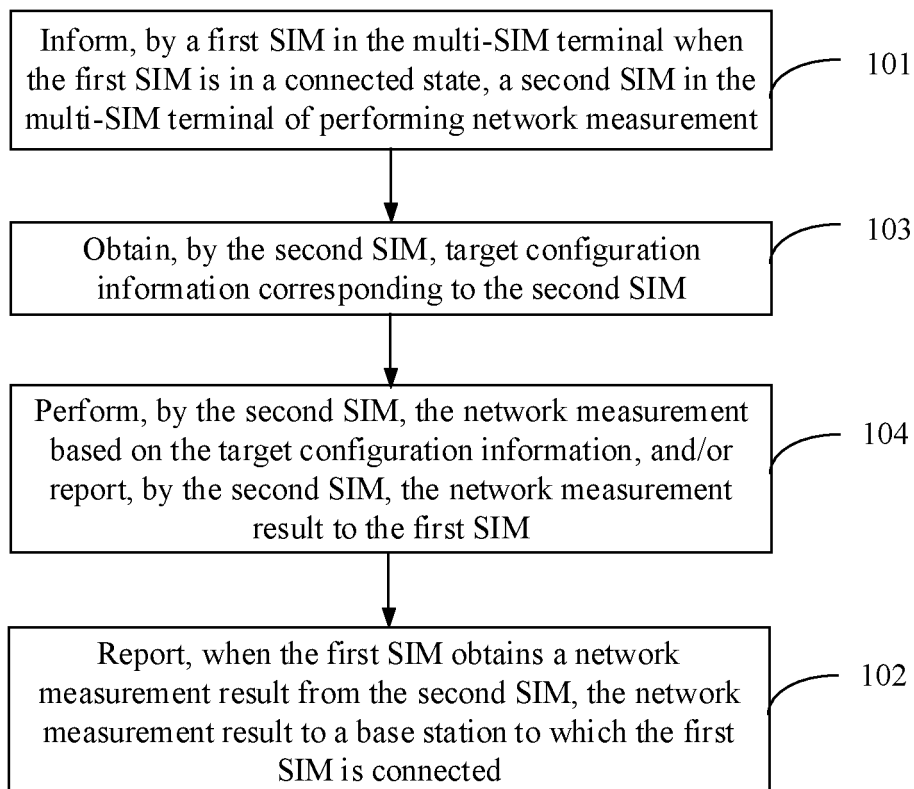 Inform, by a first SIM in the multi-SIM terminal when
the first SIM is in a connected state, a second SIM in the
multi-SIM terminal of performing network measurement
101
Obtain, by the second SIM, target configuration
information corresponding to the second SIM
103
Perform, by the second SIM, the network measurement
based on the target configuration information, and/or
report, by the second SIM, the network measurement
result to the first SIM
104
Report, when the first SIM obtains a network
measurement result from the second SIM, the network
measurement result to a base station to which the first
SIM is connected
102